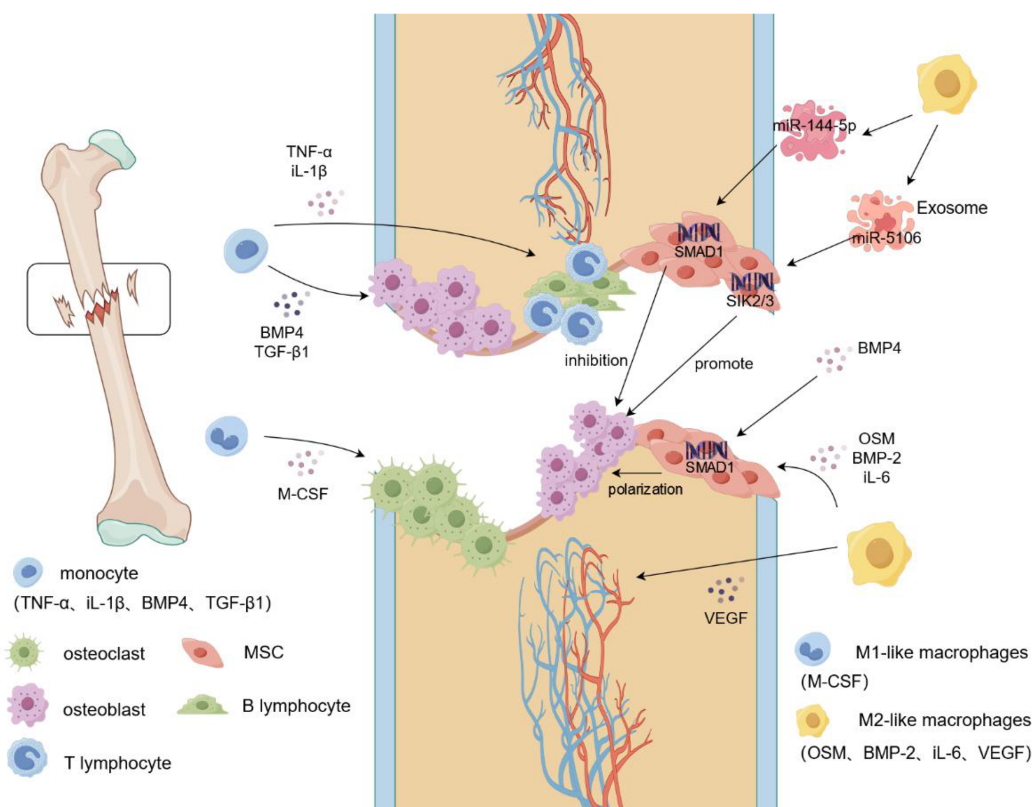 miR-144-5p
TNF-α
iL-1β
Exosome
miR-5106
SMAD1
SIK2/3
BMP4
TGF-β1
inhibition
promote
BMP4
OSM
BMP-2
iL-6
SMAD1
M-CSF
polarization
monocyte
(TNF-α、iL-1β、BMP4、TGF-β1)
VEGF
osteoclast
MSC
M1-like macrophages
(M-CSF)
osteoblast
B lymphocyte
M2-like macrophages
T lymphocyte
(OSM、BMP-2、iL-6、VEGF)